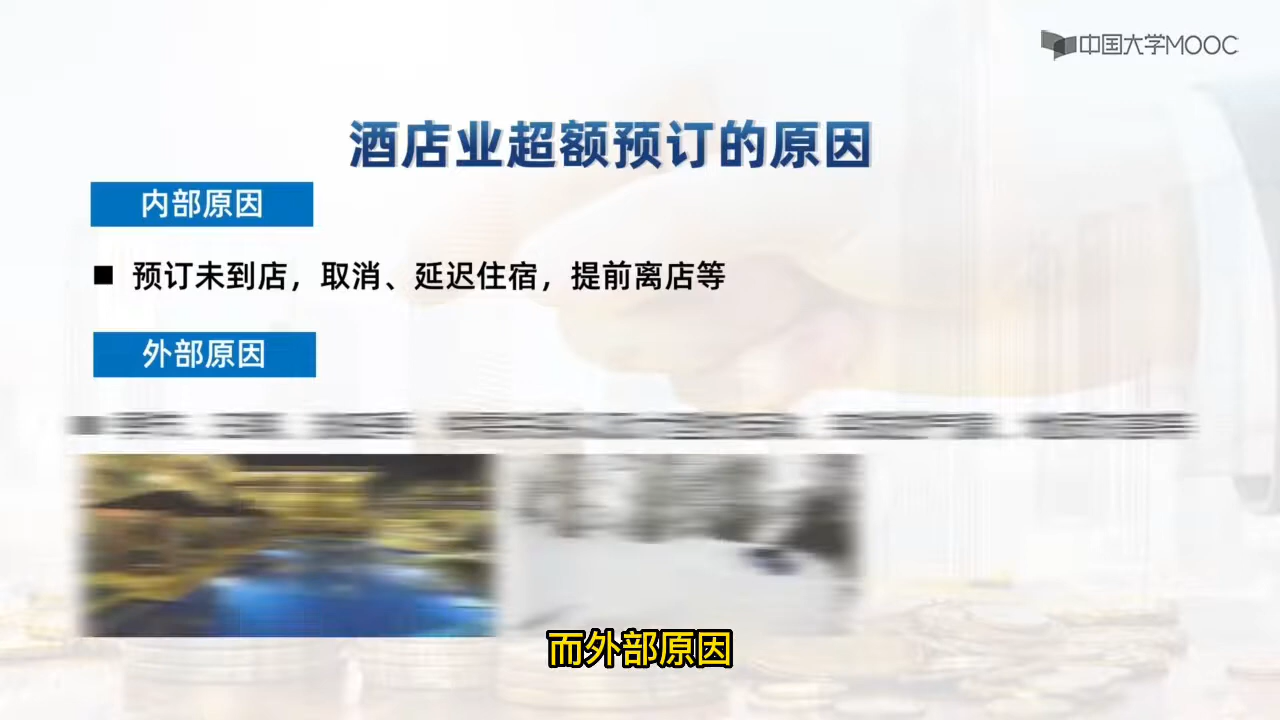 中国大学MOOC
酒店业超额预订的原因
内部原因
■ 预订未到店，取消、延迟住宿，提前离店等
外部原因
而外部原因